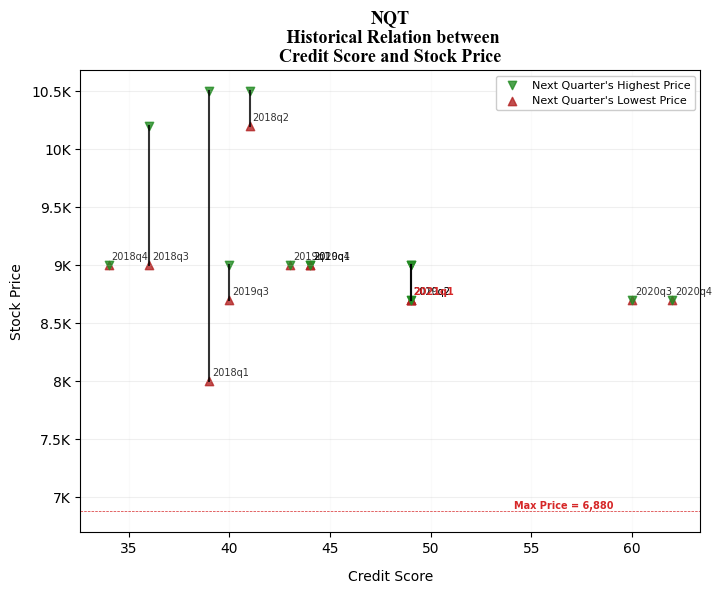 NQT
Historical Relation between
Credit Score and Stock Price
Next Quarter's Highest Price
Next Quarter's Lowest Price
10.5K
2018q2
10K
9.5K
2018q4
2018q3
9K
2020q3
2020q4
2019q3
8.5K
2018q1
8K
7.5K
7K
Max Price = 6,880
Stock Price
35
40
45
50
55
60
Credit Score